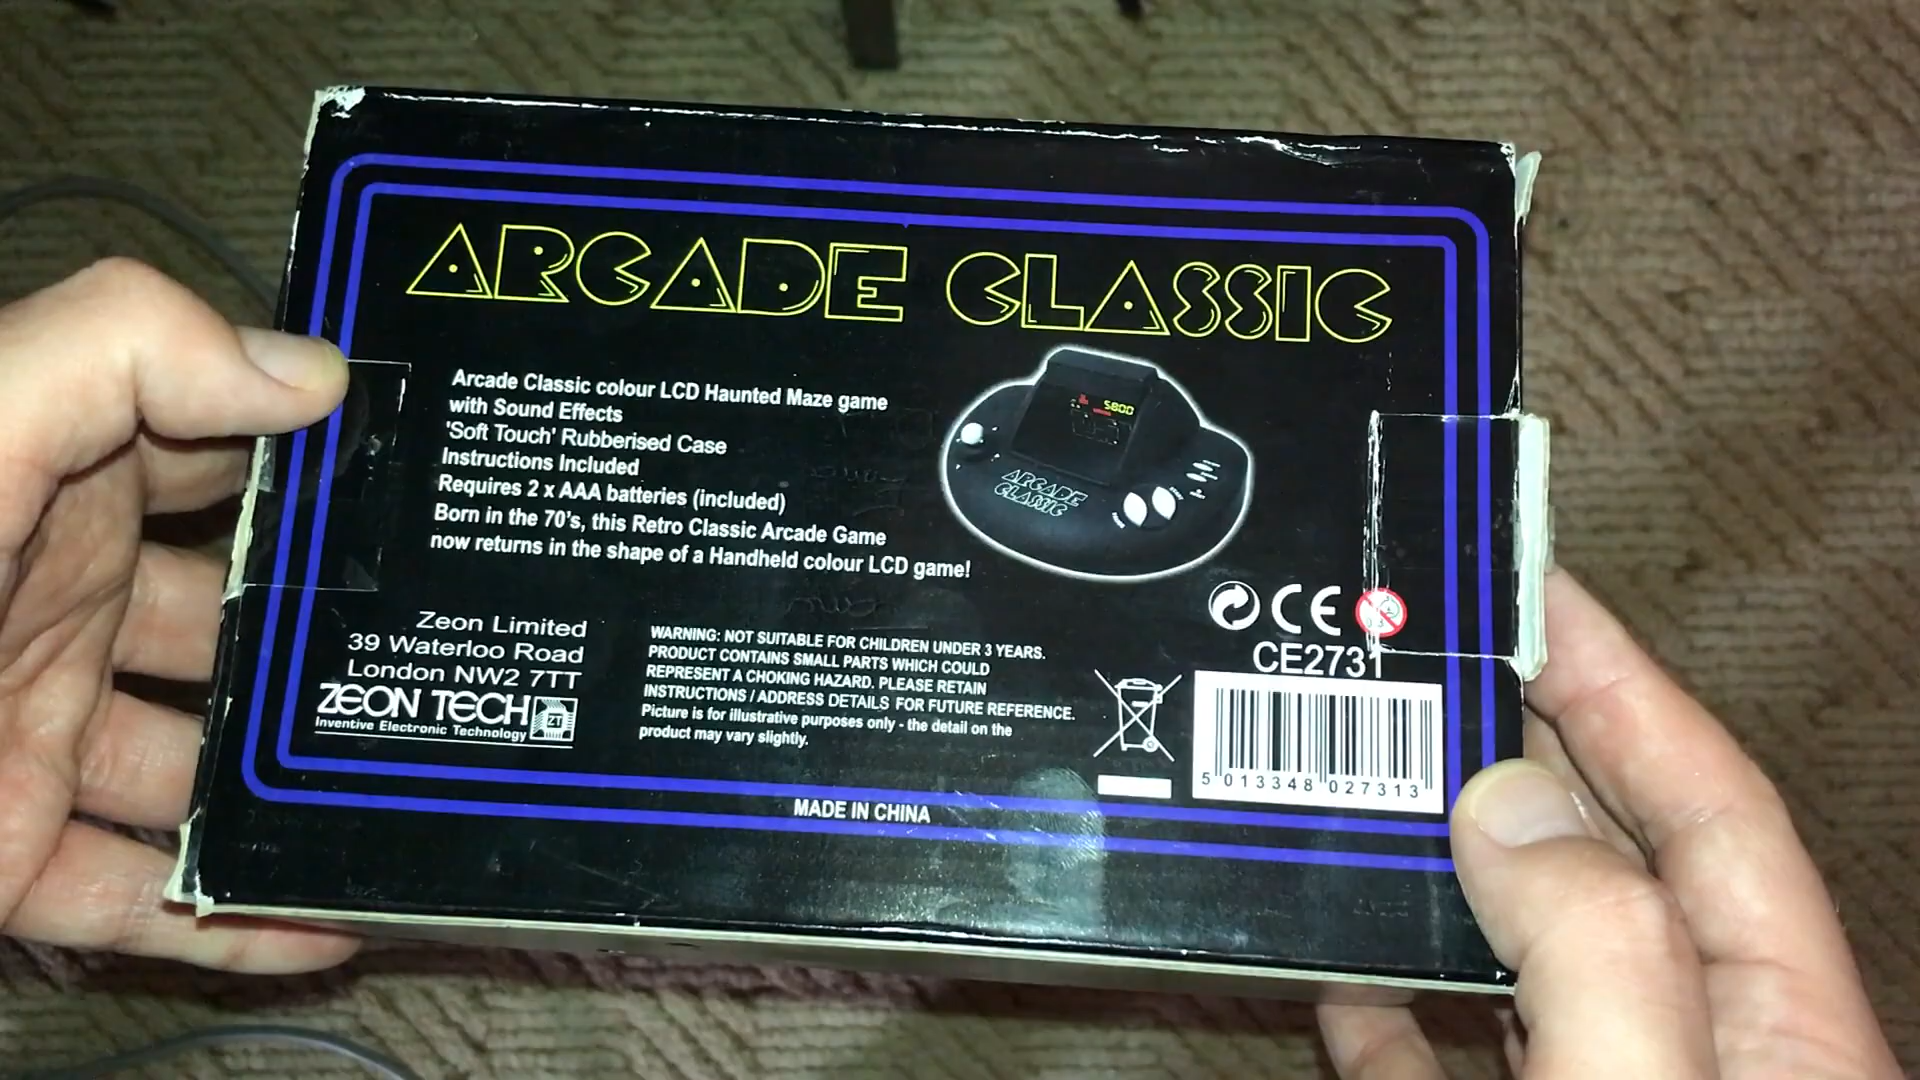 ARCADE CLASSIC
Arcade Classic colour LCD Haunted Maze game
with Sound Effects
'Soft Touch' Rubberised Case
Instructions Included
Requires 2 x AAA batteries (included)
Born in the 70's, this Retro Classic Arcade Game
now returns in the shape of a Handheld colour LCD game!
5800
ARCADE
CLASSIC
Zeon Limited
39 Waterloo Road
London NW2 7TT
ZEON TECH
ZT
Inventive Electronic Technology
WARNING: NOT SUITABLE FOR CHILDREN UNDER 3 YEARS.
PRODUCT CONTAINS SMALL PARTS WHICH COULD
REPRESENT A CHOKING HAZARD. PLEASE RETAIN
INSTRUCTIONS / ADDRESS DETAILS FOR FUTURE REFERENCE.
Picture is for illustrative purposes only - the detail on the
product may vary slightly.
CE
CE2731
5 013348 027313
MADE IN CHINA